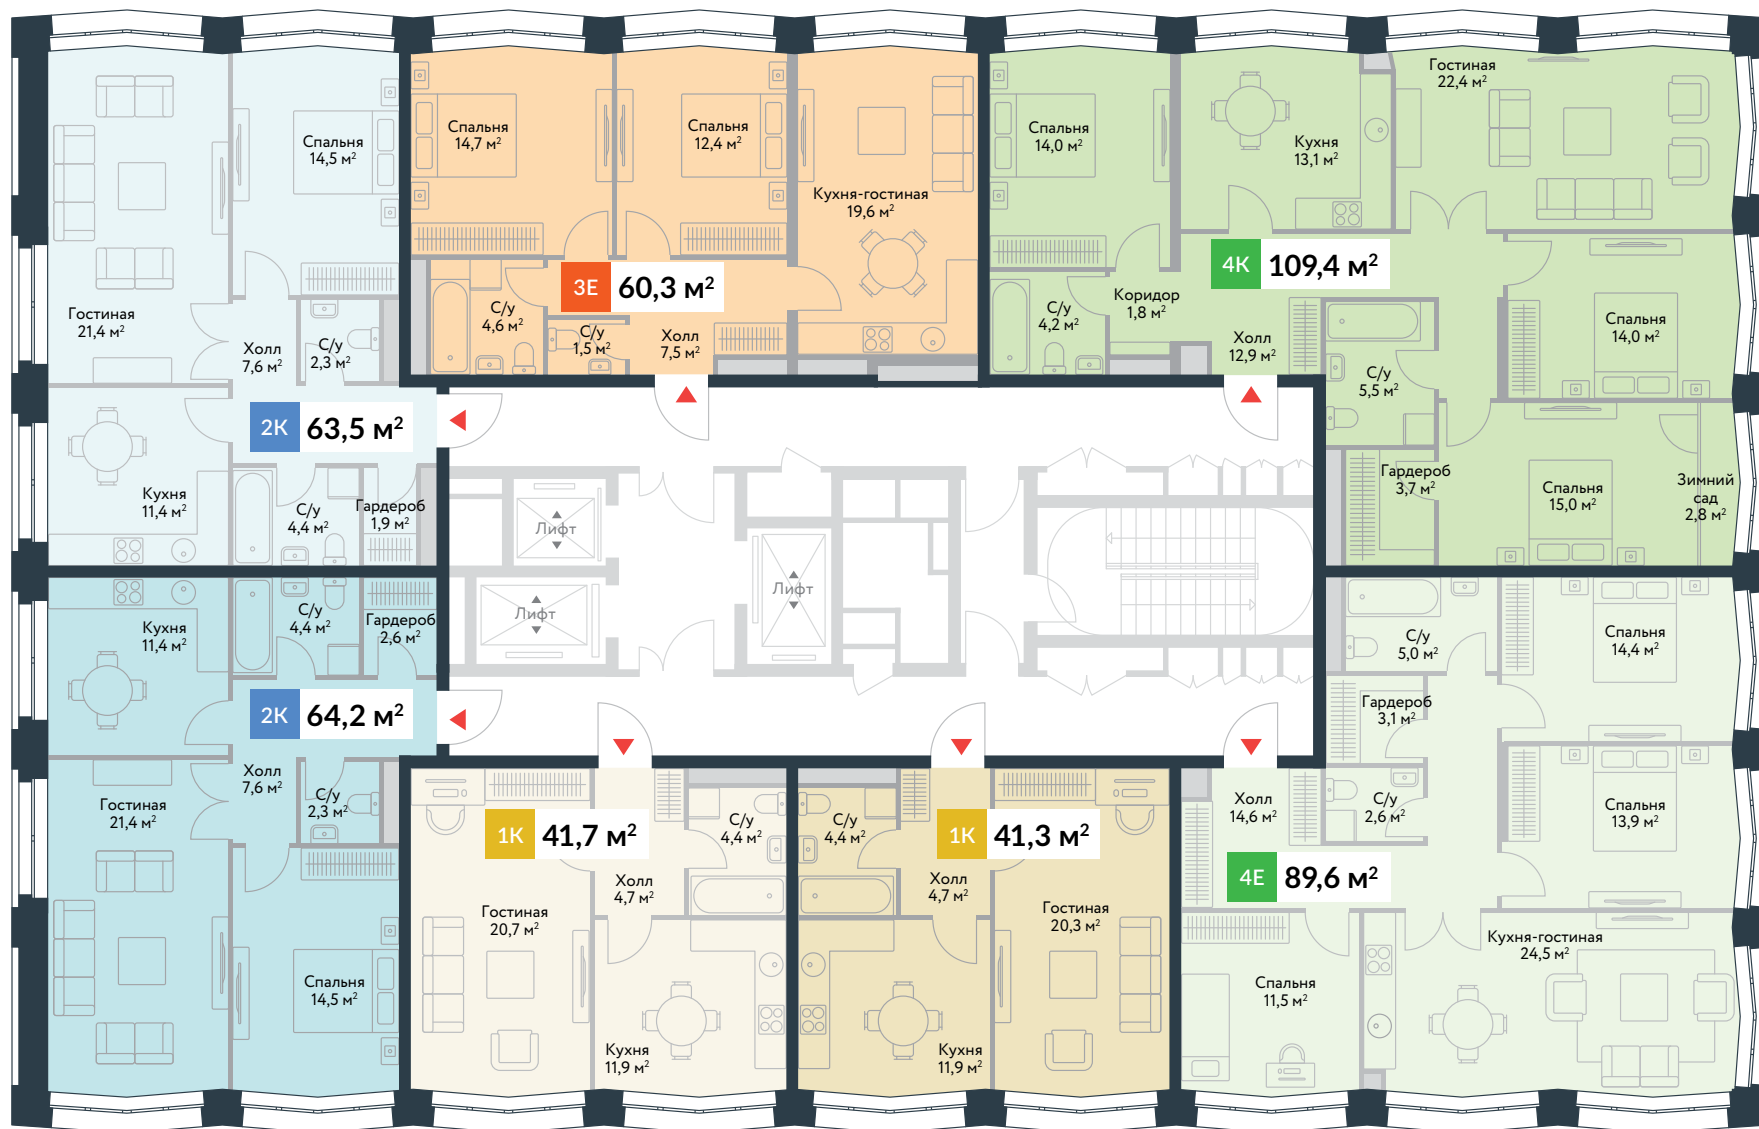 Спальня
14,5 м²
Гостиная
21,4 м²
Холл
7,6 м²
С/у
2,3 м²
2К
63,5 м²
Кухня
11,4 м²
С/у
4,4 м²
Гардероб
1,9 м²
Спальня
14,7 м²
Спальня
12,4 м²
Кухня-гостиная
19,6 м²
3Е
60,3 м²
С/у
4,6 м²
С/у
1,5 м²
Холл
7,5 м²
Спальня
14,0 м²
Кухня
13,1 м²
Гостиная
22,4 м²
4К
109,4 м²
С/у
4,2 м²
Коридор
1,8 м²
Холл
12,9 м²
Спальня
14,0 м²
С/у
5,5 м²
Гардероб
3,7 м²
Спальня
15,0 м²
Зимний
сад
2,8 м²
Лифт
Лифт
Лифт
Кухня
11,4 м²
С/у
4,4 м²
Гардероб
2,6 м²
2К
64,2 м²
Холл
7,6 м²
С/у
2,3 м²
Гостиная
21,4 м²
Спальня
14,5 м²
1К
41,7 м²
С/у
4,4 м²
Холл
4,7 м²
Гостиная
20,7 м²
Кухня
11,9 м²
С/у
4,4 м²
1К
41,3 м²
Холл
4,7 м²
Гостиная
20,3 м²
Кухня
11,9 м²
С/у
5,0 м²
Спальня
14,4 м²
Гардероб
3,1 м²
Холл
14,6 м²
С/у
2,6 м²
Спальня
13,9 м²
4Е
89,6 м²
Кухня-гостиная
24,5 м²
Спальня
11,5 м²